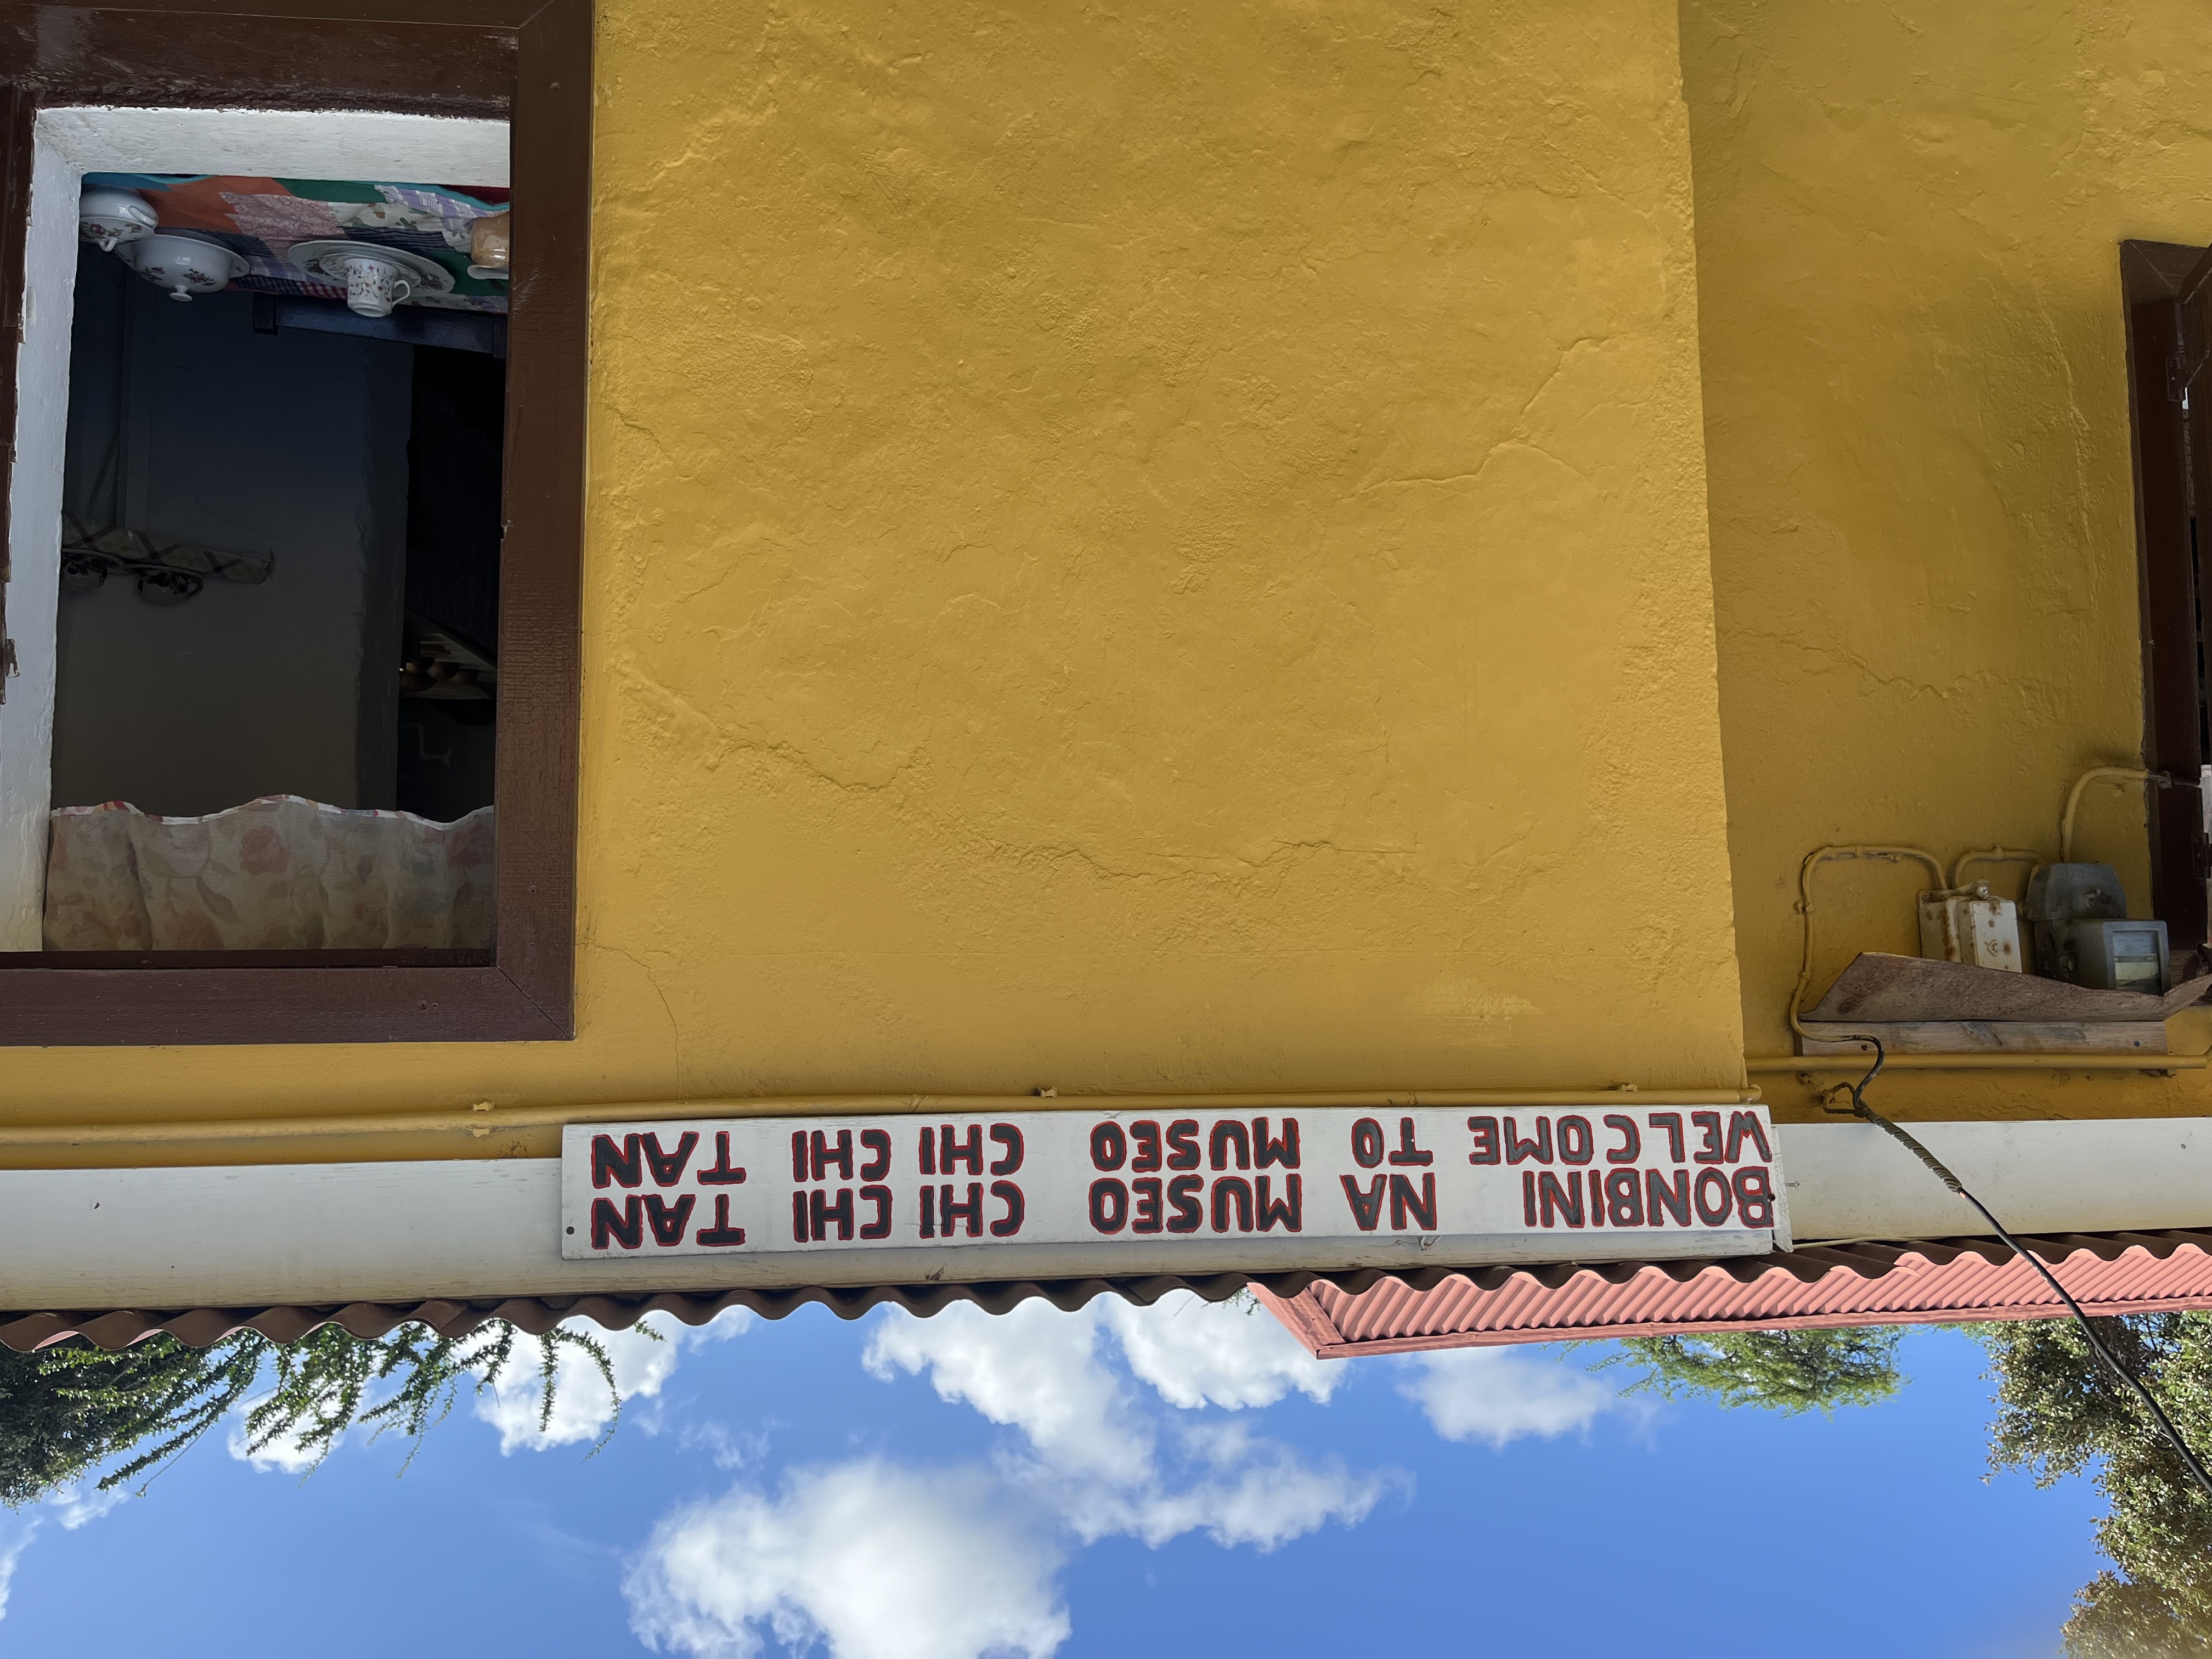 BONBINI NA MUSEO CHI CHI TAN
WELCOME TO MUSEO CHI CHI TAN